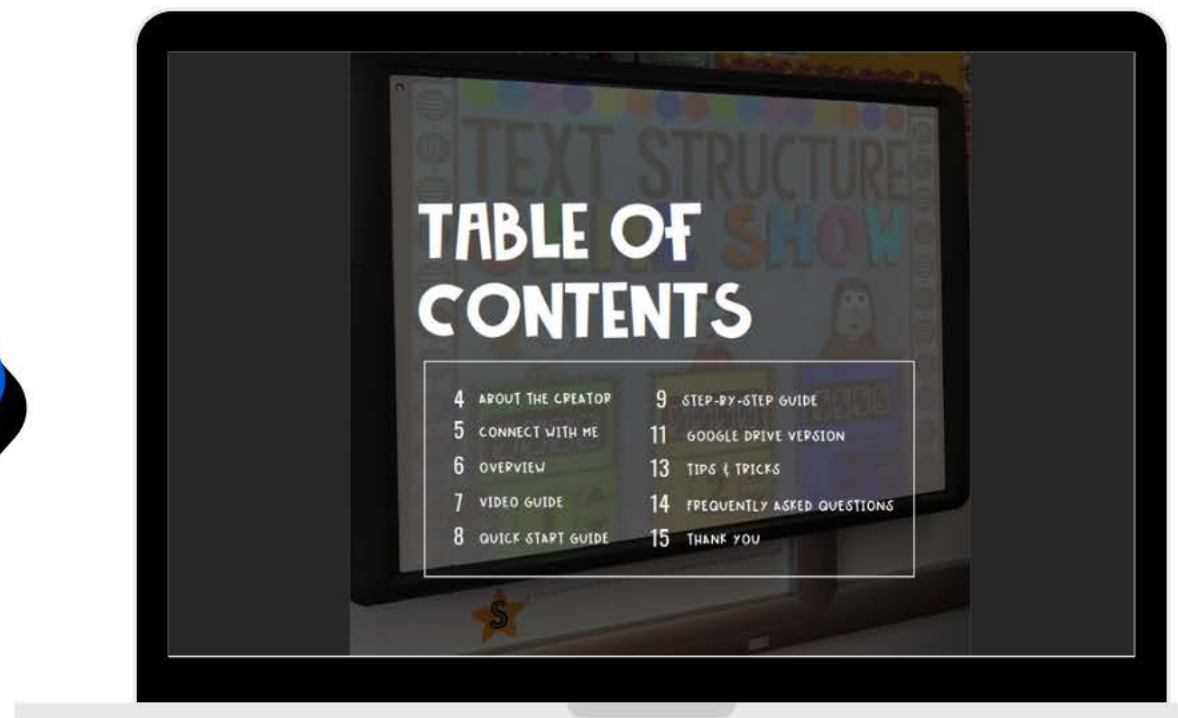 TEXT STRUCTURE
GAME SHOW
TABLE OF
CONTENTS
4 ABOUT THE CREATOR
5 CONNECT WITH ME
6 OVERVIEW
7 VIDEO GUIDE
8 QUICK START GUIDE
9 STEP-BY-STEP GUIDE
11 GOOGLE DRIVE VERSION
13 TIPS & TRICKS
14 FREQUENTLY ASKED QUESTIONS
15 THANK YOU
S